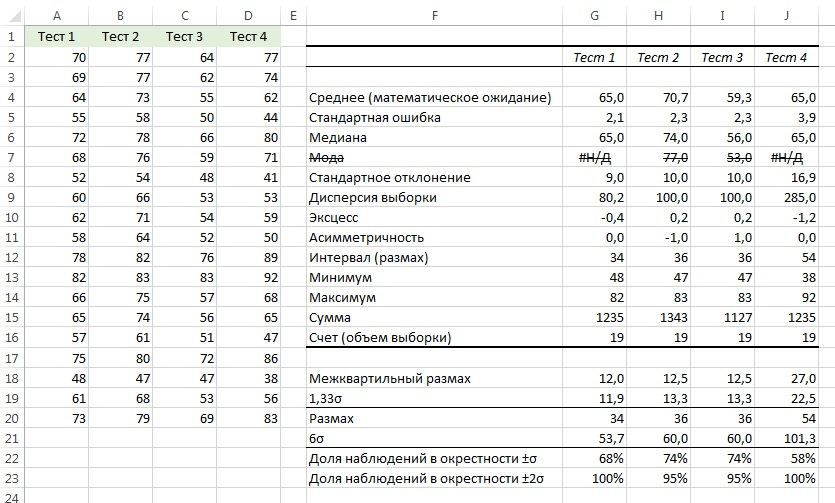 A B C D E F G H I J
1 Тест 1 Тест 2 Тест 3 Тест 4
2 70 77 64 77 Тест 1 Тест 2 Тест 3 Тест 4
3 69 77 62 74
4 64 73 55 62 Среднее (математическое ожидание) 65,0 70,7 59,3 65,0
5 55 58 50 44 Стандартная ошибка 2,1 2,3 2,3 3,9
6 72 78 66 80 Медиана 65,0 74,0 56,0 65,0
7 68 76 59 71 Мода #Н/Д 77,0 53,0 #Н/Д
8 52 54 48 41 Стандартное отклонение 9,0 10,0 10,0 16,9
9 60 66 53 53 Дисперсия выборки 80,2 100,0 100,0 285,0
10 62 71 54 59 Эксцесс -0,4 0,2 0,2 -1,2
11 58 64 52 50 Асимметричность 0,0 -1,0 1,0 0,0
12 78 82 76 89 Интервал (размах) 34 36 36 54
13 82 83 83 92 Минимум 48 47 47 38
14 66 75 57 68 Максимум 82 83 83 92
15 65 74 56 65 Сумма 1235 1343 1127 1235
16 57 61 51 47 Счет (объем выборки) 19 19 19 19
17 75 80 72 86
18 48 47 47 38 Межквартильный размах 12,0 12,5 12,5 27,0
19 61 68 53 56 1,33σ 11,9 13,3 13,3 22,5
20 73 79 69 83 Размах 34 36 36 54
21 6σ 53,7 60,0 60,0 101,3
22 Доля наблюдений в окрестности ±σ 68% 74% 74% 58%
23 Доля наблюдений в окрестности ±2σ 100% 95% 95% 100%
24